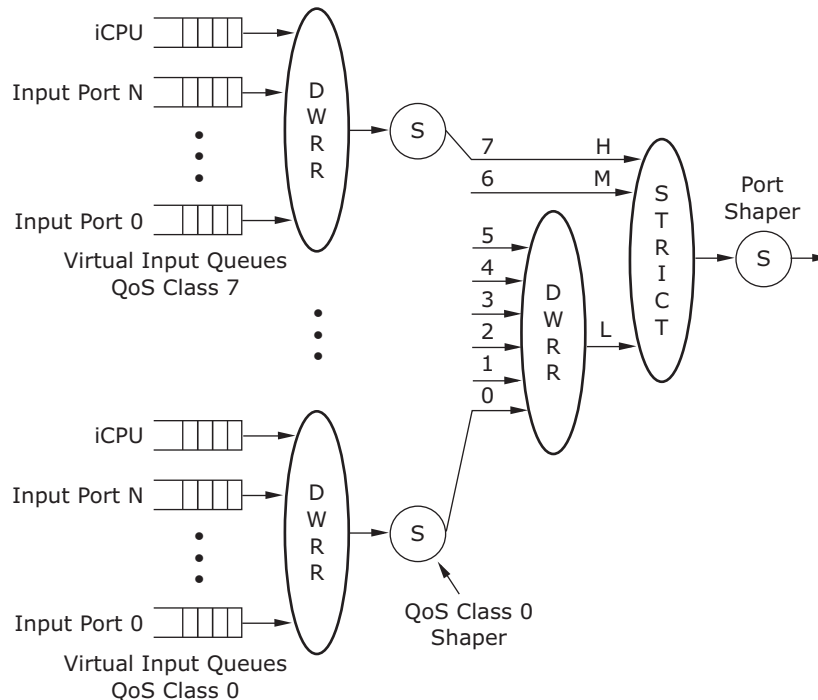 iCPU
Input Port N
Input Port 0
Virtual Input Queues
QoS Class 7
D
W
R
R
S
7
H
6
M
5
4
3
2
1
0
D
W
R
R
L
S
T
R
I
C
T
Port
Shaper
S
iCPU
Input Port N
Input Port 0
Virtual Input Queues
QoS Class 0
D
W
R
R
S
QoS Class 0
Shaper